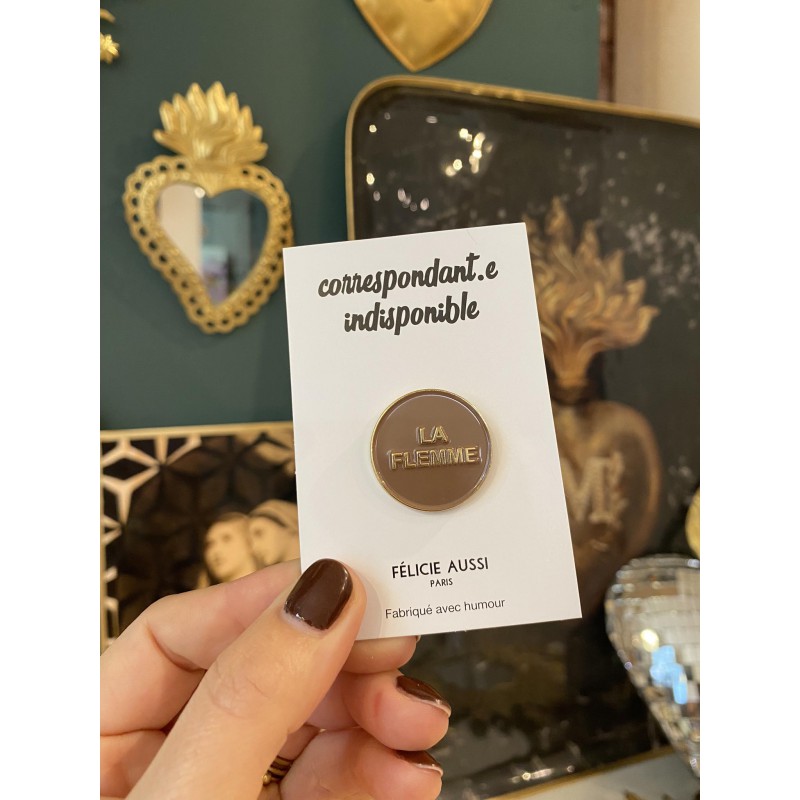 correspondant.e
indisponible
LA
FLEMME
FÉLICIE AUSSI
PARIS
Fabriqué avec humour